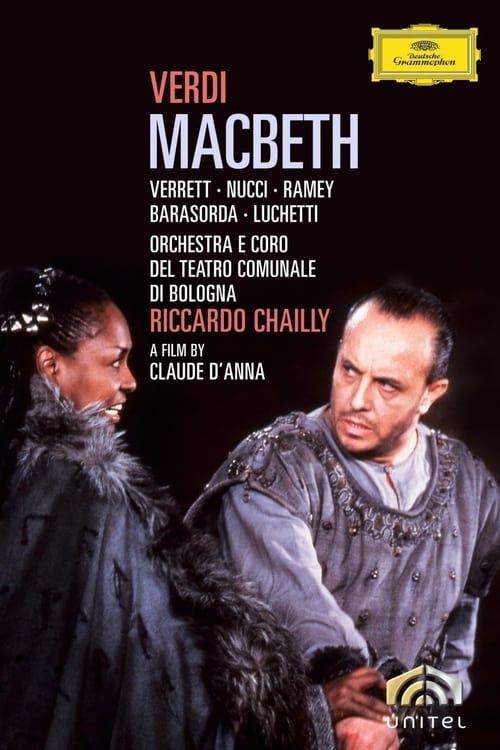 Deutsche
Grammophon
VERDI
MACBETH
VERRETT · NUCCI · RAMEY
BARASORDA · LUCHETTI
ORCHESTRA E CORO
DEL TEATRO COMUNALE
DI BOLOGNA
RICCARDO CHAILLY
A FILM BY
CLAUDE D'ANNA
UNITEL